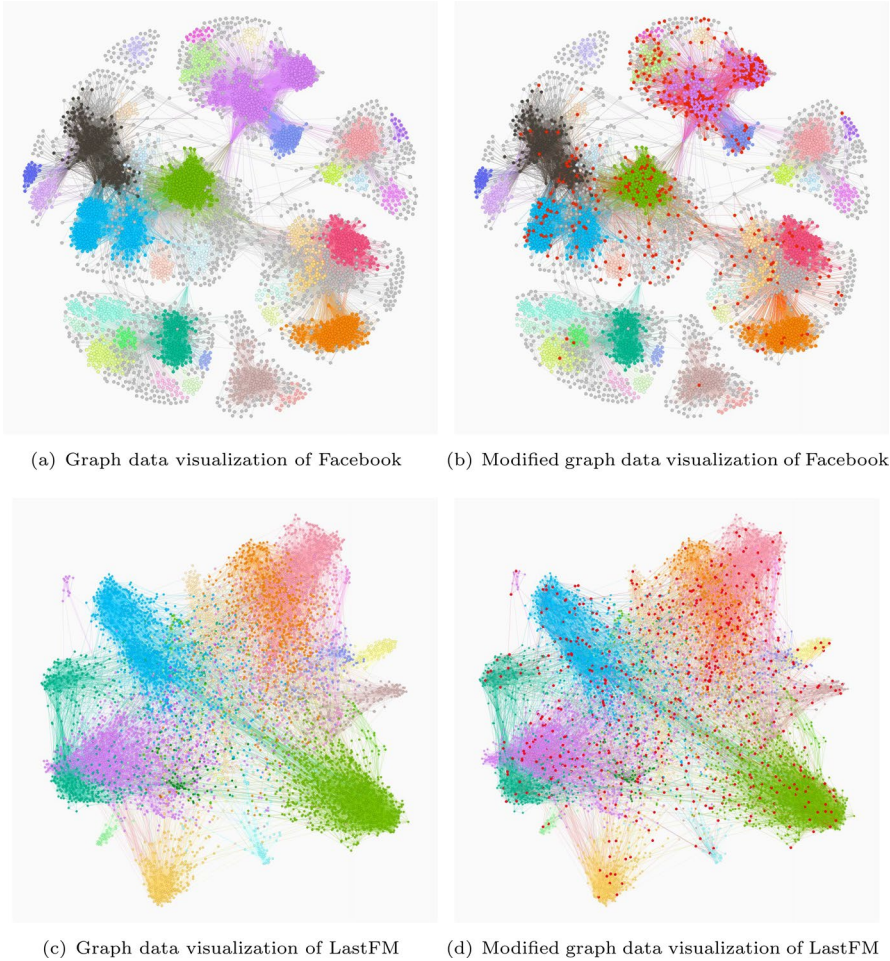 (a) Graph data visualization of Facebook
(b) Modified graph data visualization of Facebook
(c) Graph data visualization of LastFM
(d) Modified graph data visualization of LastFM